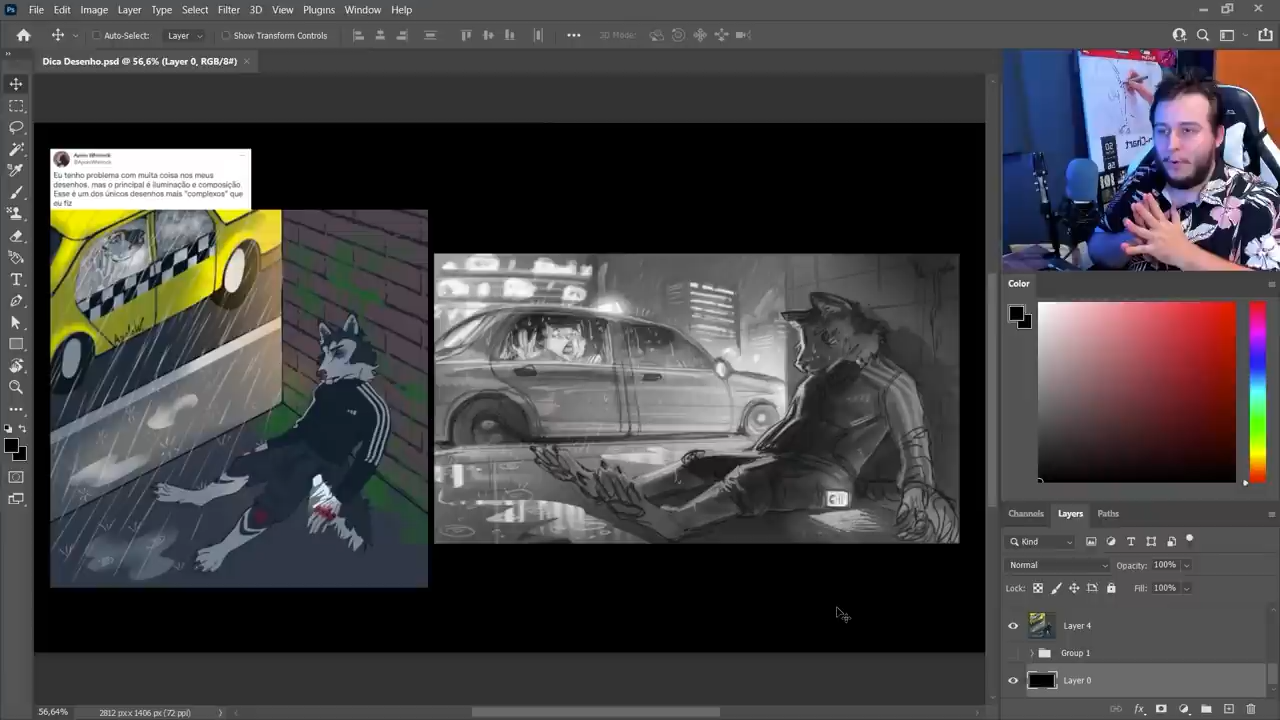 File Edit Image Layer Type Select Filter 3D View Plugins Window Help
Auto-Select: Layer Show Transform Controls 3D Mode:
Dica Desenho.psd @ 56,6% (Layer 0, RGB/8#)
Eu tenho problema com muita coisa nos meus
desenhos, mas o principal é iluminação e composição
Esse é um dos únicos desenhos mais "complexos" que
eu fiz
Color
Channels Layers Paths
Kind
Normal Opacity: 100%
Lock: Fill: 100%
Layer 4
Group 1
Layer 0
56,64% 2812 px x 1406 px (72 ppi)